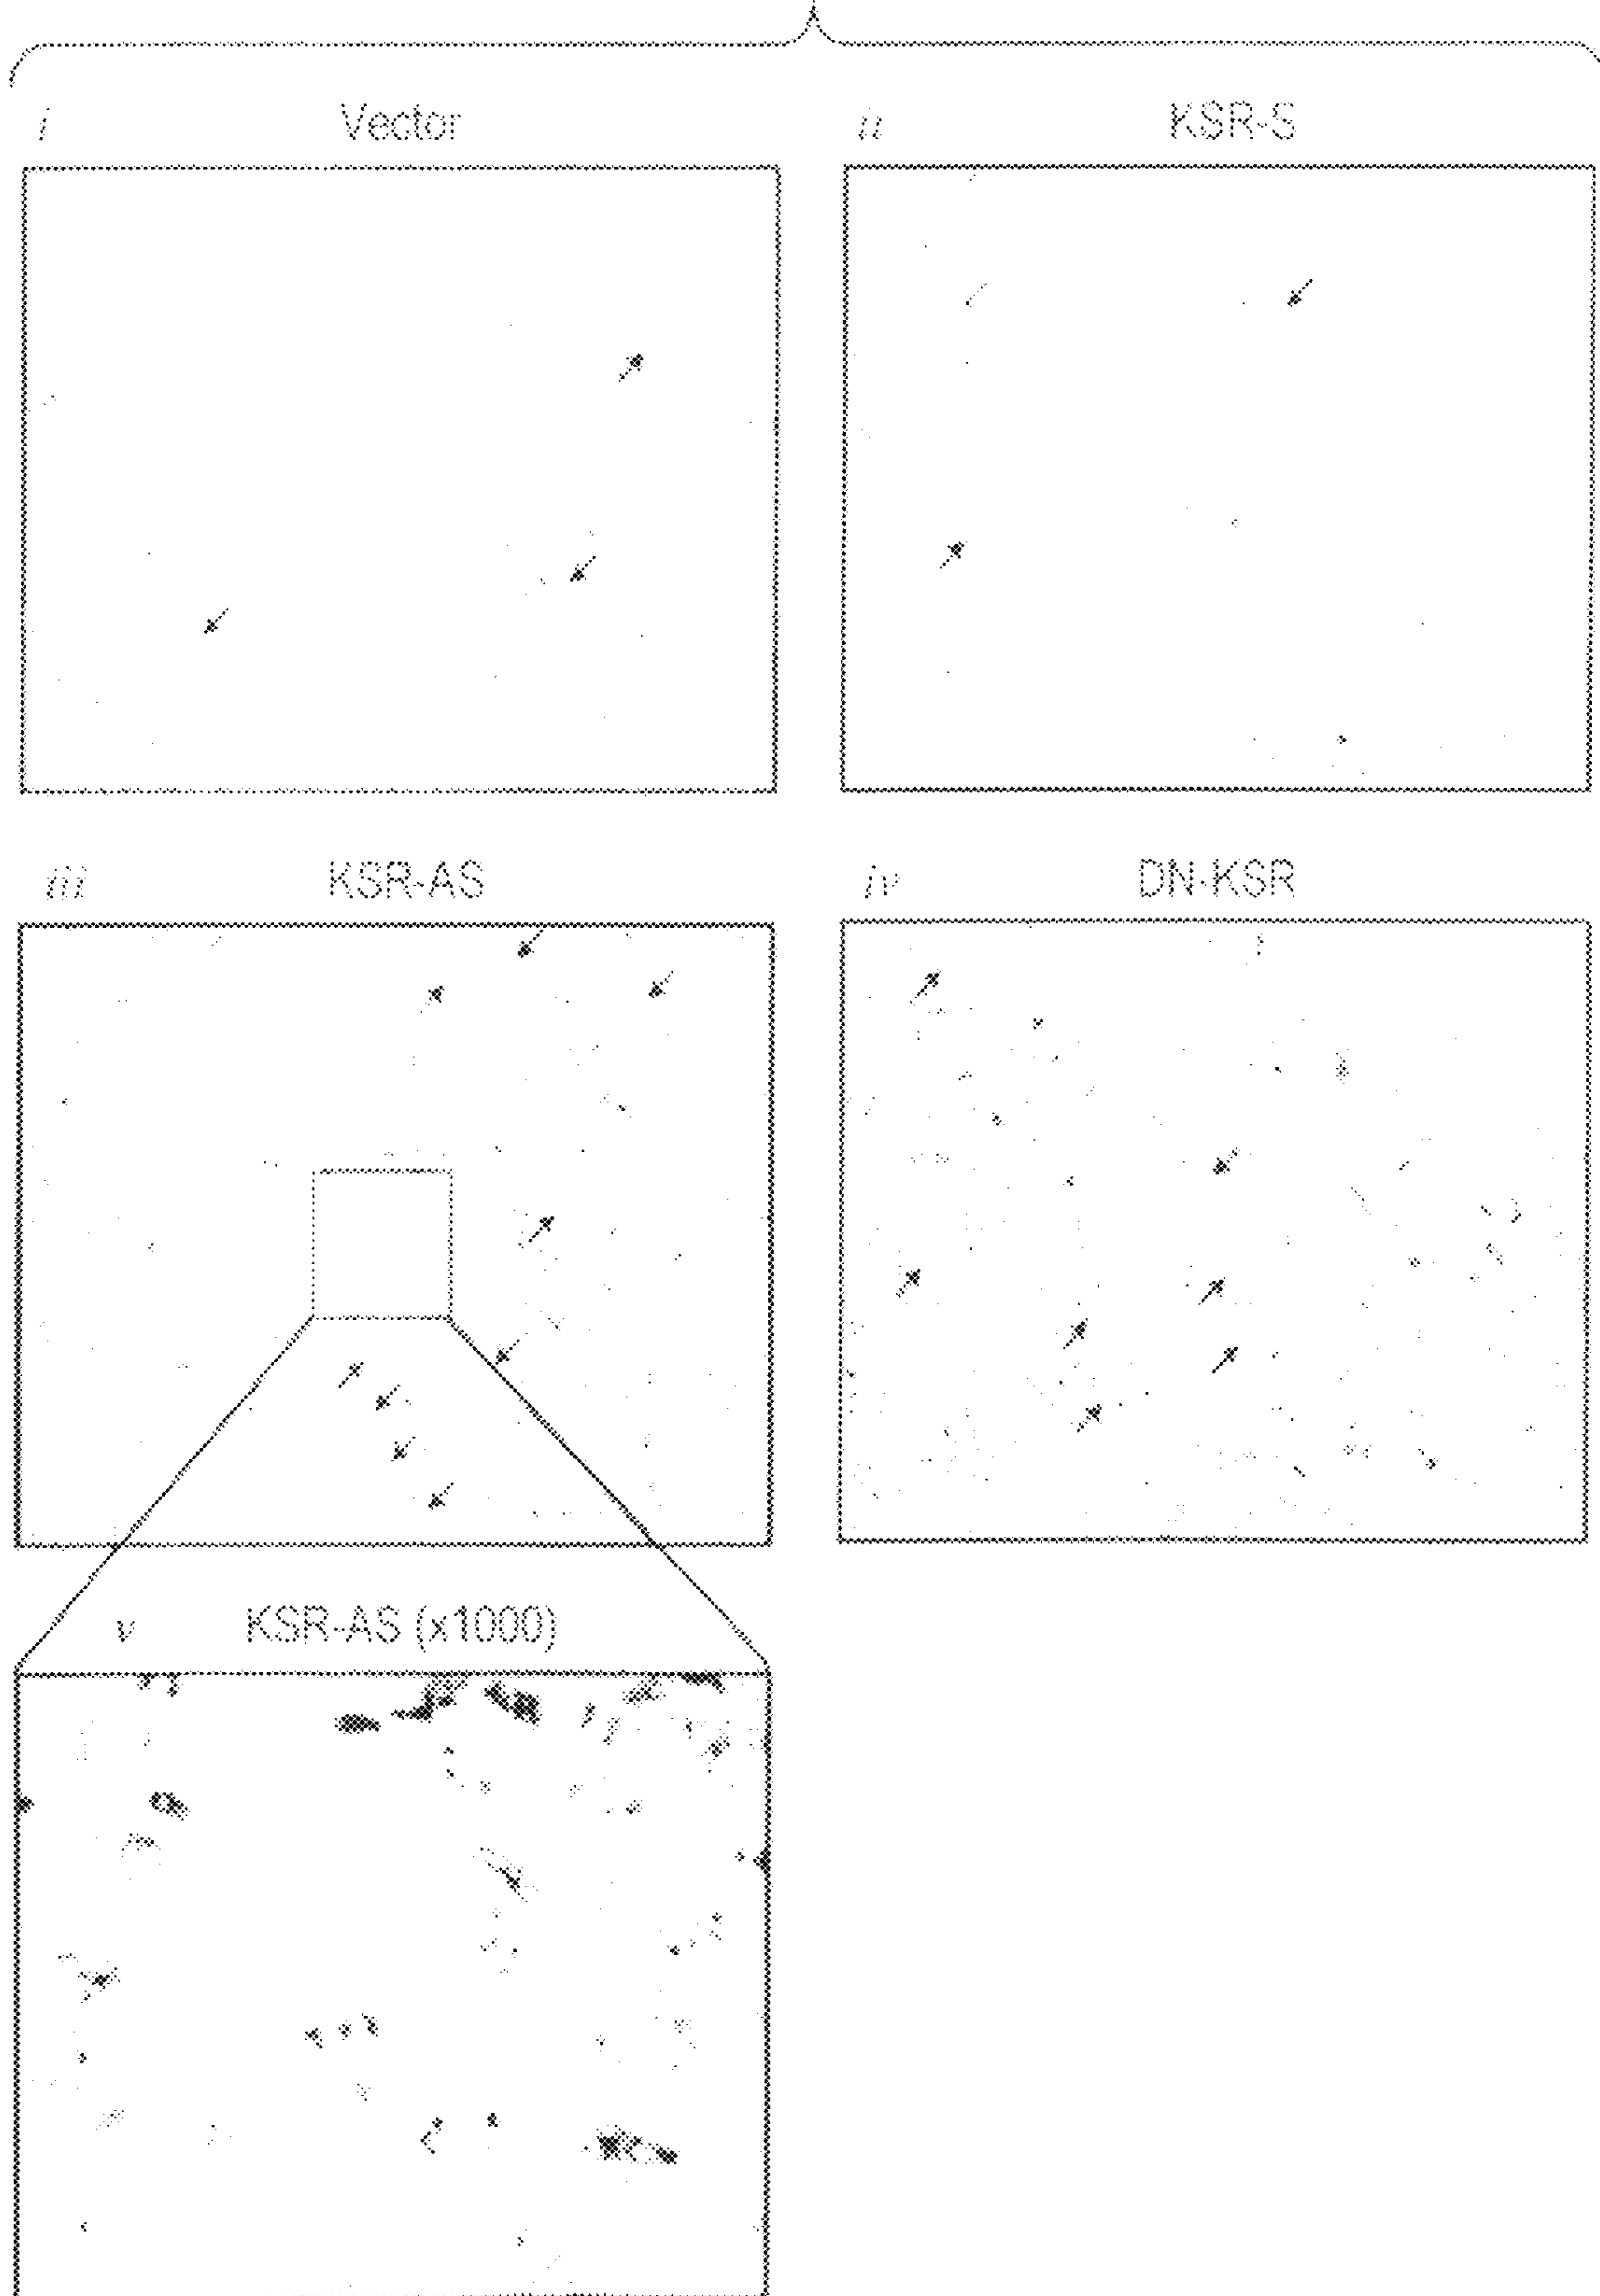 i Vector
ii KSR-S
iii KSR-AS
iv DN-KSR
v KSR-AS (x1000)